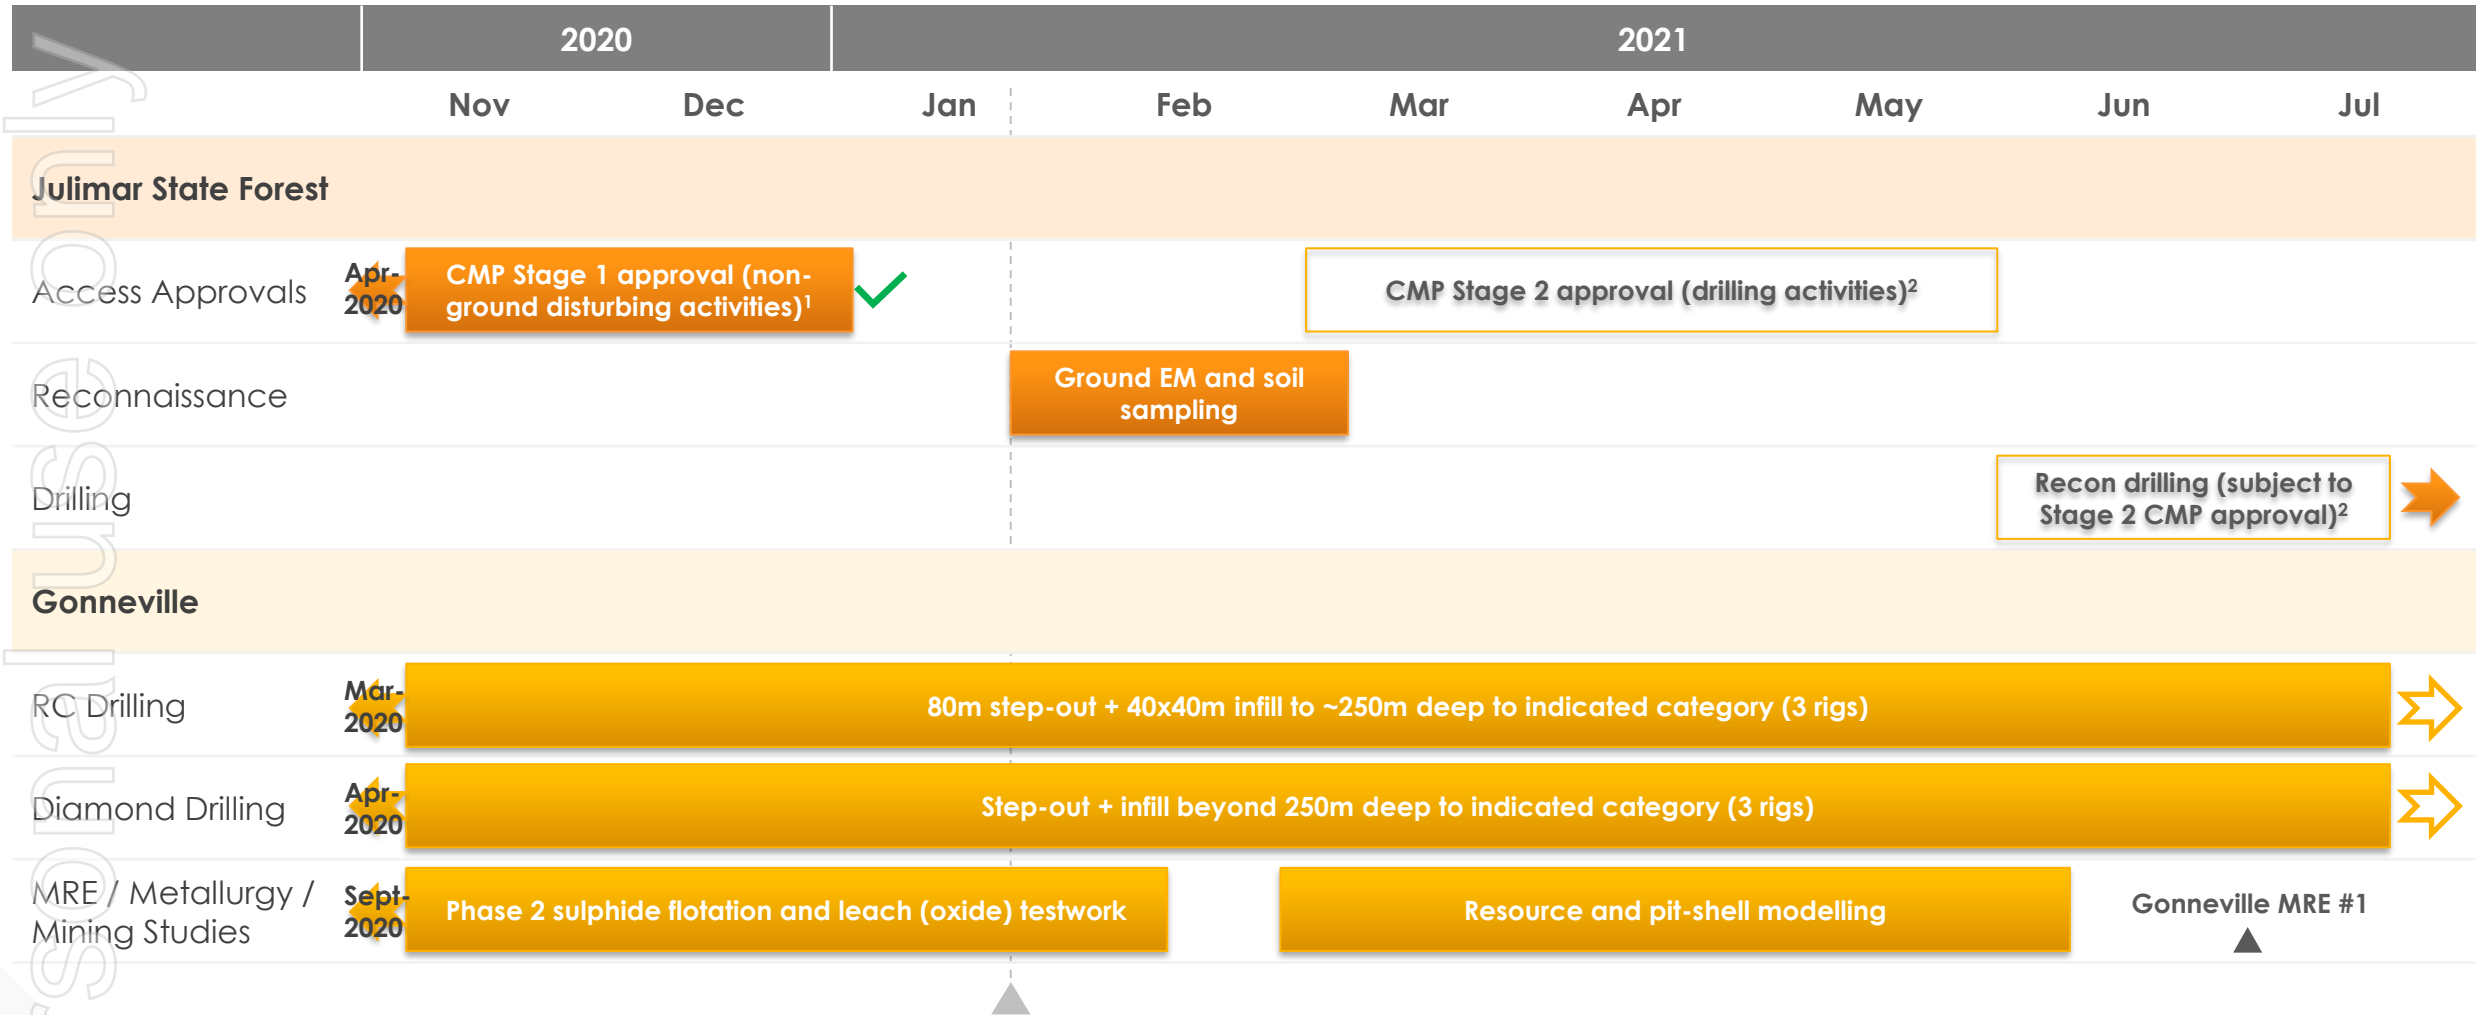 2020
2021
Nov
Dec
Jan
Feb
Mar
Apr
May
Jun
Jul
Julimar State Forest
Access Approvals
Apr-
2020
CMP Stage 1 approval (non-
ground disturbing activities)¹
CMP Stage 2 approval (drilling activities)²
Reconnaissance
Ground EM and soil
sampling
Drilling
Recon drilling (subject to
Stage 2 CMP approval)²
Gonneville
RC Drilling
Mar-
2020
80m step-out + 40x40m infill to ~250m deep to indicated category (3 rigs)
Diamond Drilling
Apr-
2020
Step-out + infill beyond 250m deep to indicated category (3 rigs)
MRE / Metallurgy /
Mining Studies
Sept-
2020
Phase 2 sulphide flotation and leach (oxide) testwork
Resource and pit-shell modelling
Gonneville MRE #1
rsonal use only